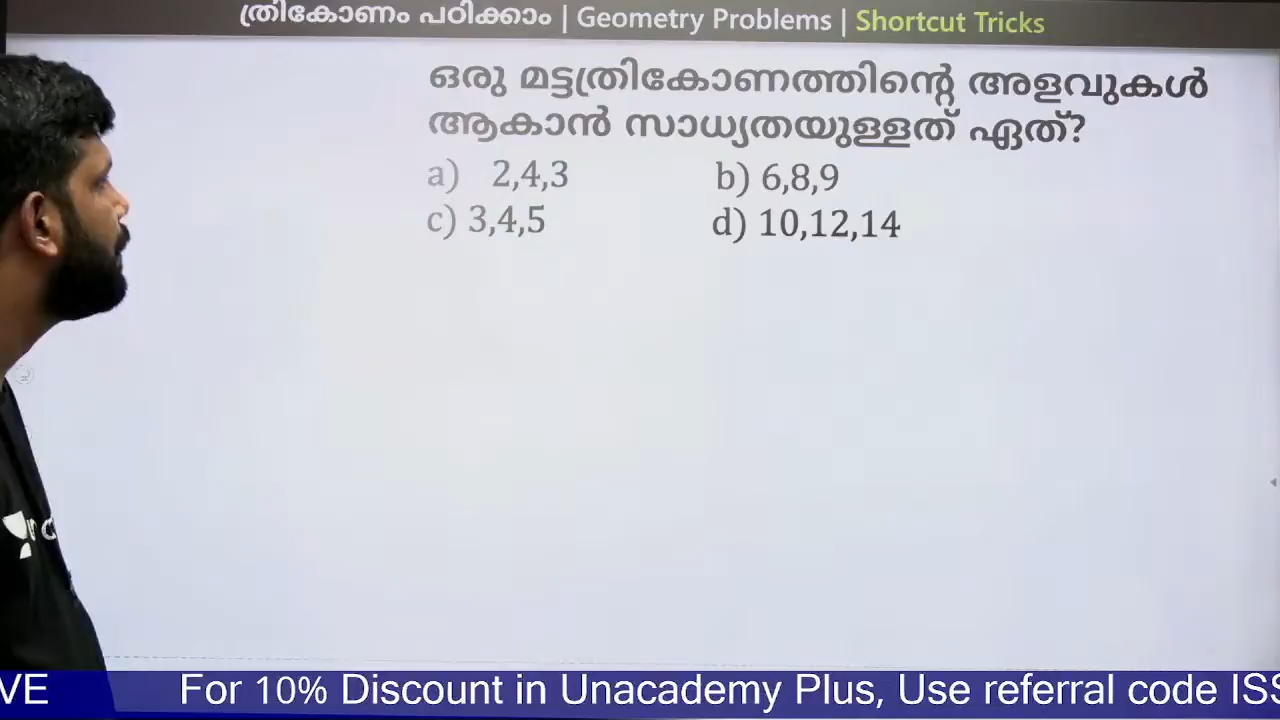 ത്രികോണം പഠിക്കാം | Geometry Problems | Shortcut Tricks
ഒരു മട്ടത്രികോണത്തിന്റെ അളവുകൾ
ആകാൻ സാധ്യതയുള്ളത് ഏത്?
a) 2,4,3 b) 6,8,9
c) 3,4,5 d) 10,12,14
VE For 10% Discount in Unacademy Plus, Use referral code ISS